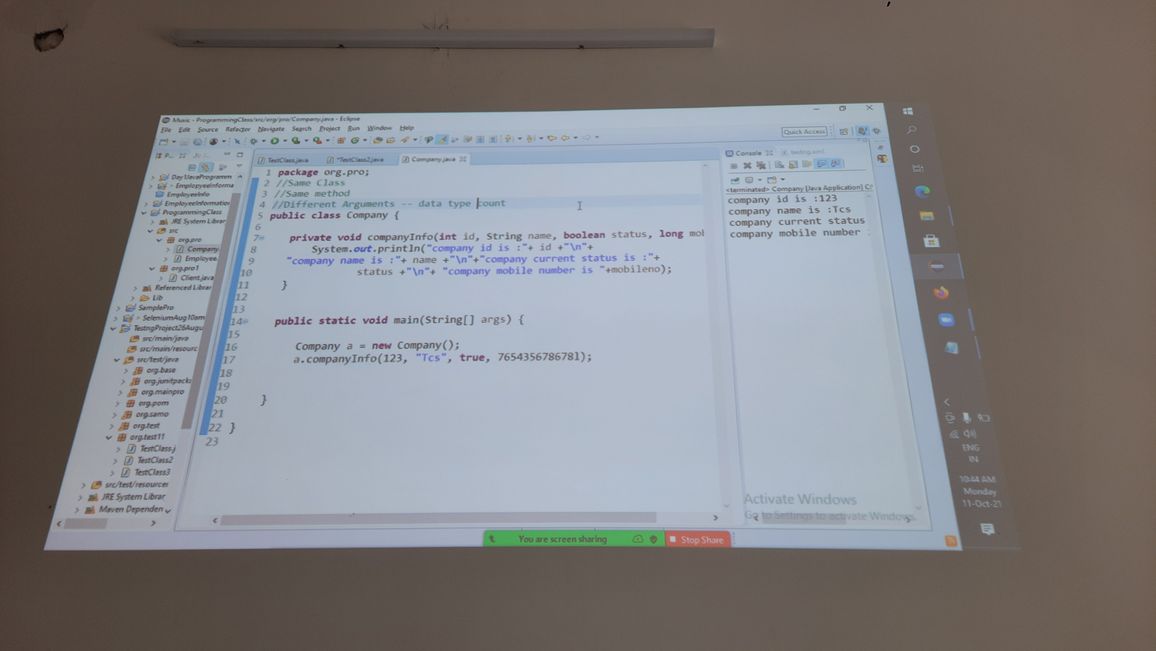 Music - ProgrammingClass/src/org/pro/Company.java - Eclipse
File Edit Source Refactor Navigate Search Project Run Window Help
Quick Access
TestClass.java *TestClass2.java Company.java
Console testng.xml
<terminated> Company [Java Application] C:
company id is :123
company name is :Tcs
company current status
company mobile number
Day1JavaProgramm
EmployeeInforma
EmployeeInfo
EmployeeInformation
ProgrammingClass
JRE System Librar
src
org.pro
Company
Employee
org.pro1
Client.java
Referenced Librar
Lib
SamplePro
SeleniumAug10am
TestngProject26Augu
src/main/java
src/main/resourc
src/test/java
org.base
org.junitpack
org.mainpro
org.pom
org.samo
org.test
org.test11
TestClass.j
TestClass2
TestClass3
src/test/resources
JRE System Librar
Maven Dependen
1 package org.pro;
2 //Same Class
3 //Same method
4 //Different Arguments -- data type count
5 public class Company {
6
7 private void companyInfo(int id, String name, boolean status, long mob
8 System.out.println("company id is :"+ id +"\n"+
9 "company name is :"+ name +"\n"+"company current status is :"+
10 status +"\n"+ "company mobile number is "+mobileno);
11 }
12
13
14 public static void main(String[] args) {
15
16 Company a = new Company();
17 a.companyInfo(123, "Tcs", true, 7654356786781);
18
19
20 }
21
22 }
23
Activate Windows
Go to Settings to activate Windows.
You are screen sharing
Stop Share
ENG
IN
10:44 AM
Monday
11-Oct-21